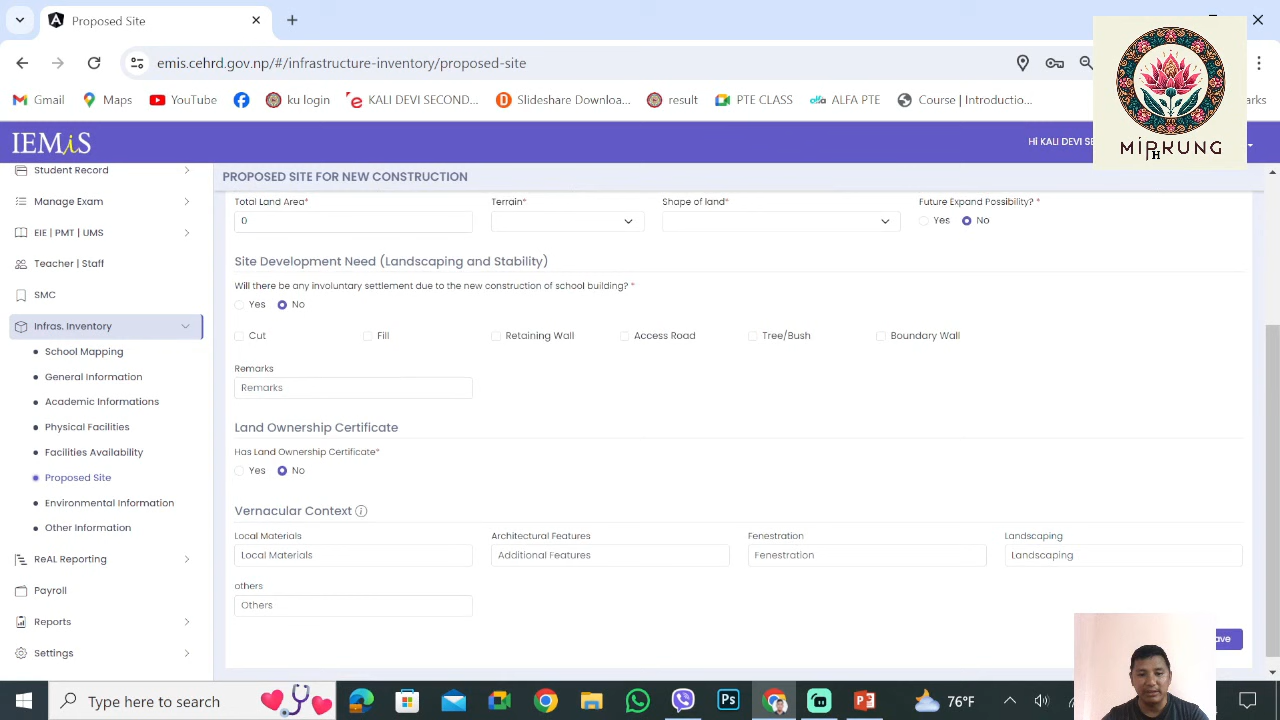 Proposed Site
emis.cehrd.gov.np/#/infrastructure-inventory/proposed-site
Gmail Maps YouTube ku login KALI DEVI SECOND... Slideshare Downloa... result PTE CLASS ALFA PTE Course | Introductio...
MIRKUNG
IEMiS
Hi KALI DEVI
Student Record
Manage Exam
EIE | PMT | UMS
Teacher | Staff
SMC
Infras. Inventory
School Mapping
General Information
Academic Informations
Physical Facilities
Facilities Availability
Proposed Site
Environmental Information
Other Information
ReAL Reporting
Payroll
Reports
Settings
PROPOSED SITE FOR NEW CONSTRUCTION
Total Land Area* Terrain* Shape of land* Future Expand Possibility? *
0 Yes No
Site Development Need (Landscaping and Stability)
Will there be any involuntary settlement due to the new construction of school building? *
Yes No
Cut Fill Retaining Wall Access Road Tree/Bush Boundary Wall
Remarks
Remarks
Land Ownership Certificate
Has Land Ownership Certificate*
Yes No
Vernacular Context
Local Materials Architectural Features Fenestration Landscaping
Local Materials Additional Features Fenestration Landscaping
others
Others
Type here to search
Ps
76°F